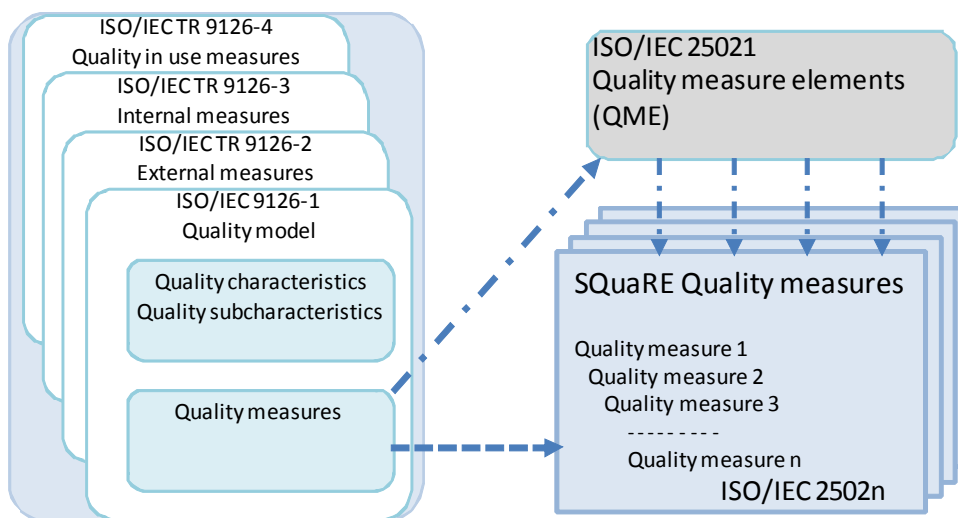 ISO/IEC TR 9126-4
Quality in use measures
ISO/IEC TR 9126-3
Internal measures
ISO/IEC TR 9126-2
External measures
ISO/IEC 9126-1
Quality model
Quality characteristics
Quality subcharacteristics
Quality measures
ISO/IEC 25021
Quality measure elements
(QME)
SQuaRE Quality measures
Quality measure 1
Quality measure 2
Quality measure 3
- - - - - - - - -
Quality measure n
ISO/IEC 2502n